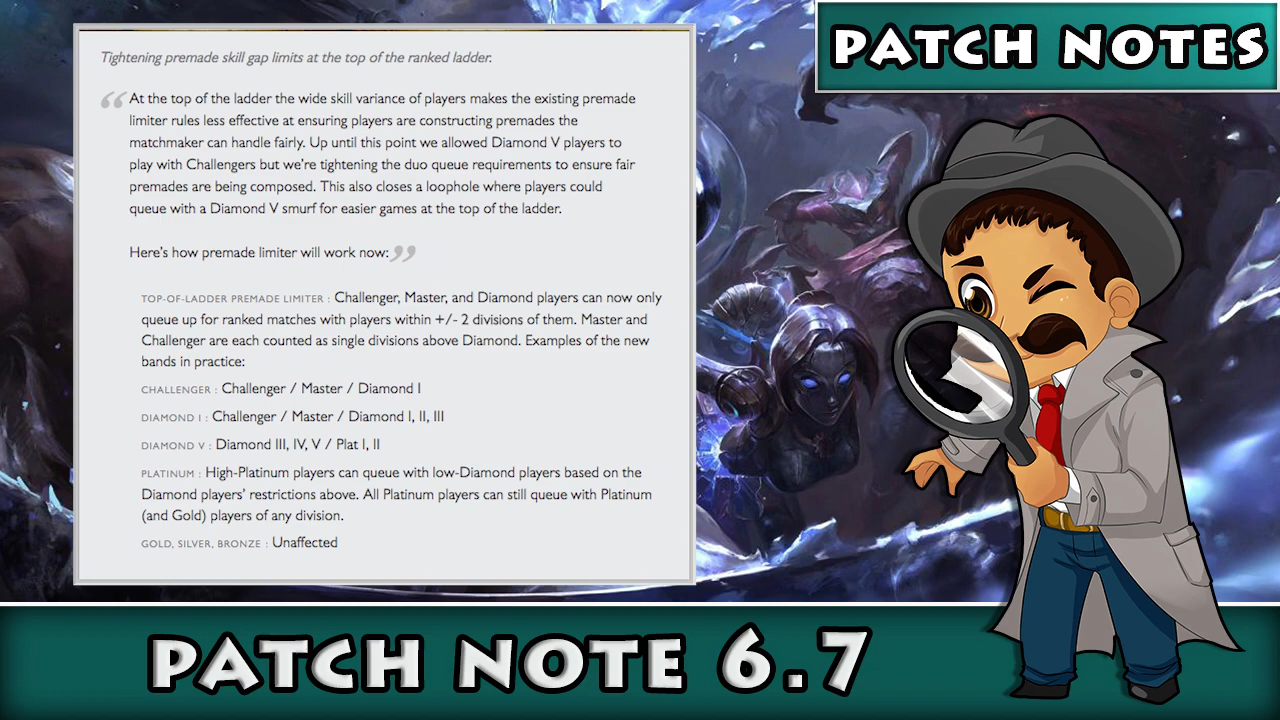 PATCH NOTES
Tightening premade skill gap limits at the top of the ranked ladder.
“At the top of the ladder the wide skill variance of players makes the existing premade
limiter rules less effective at ensuring players are constructing premades the
matchmaker can handle fairly. Up until this point we allowed Diamond V players to
play with Challengers but we're tightening the duo queue requirements to ensure fair
premades are being composed. This also closes a loophole where players could
queue with a Diamond V smurf for easier games at the top of the ladder.
Here's how premade limiter will work now:”
TOP-OF-LADDER PREMADE LIMITER : Challenger, Master, and Diamond players can now only
queue up for ranked matches with players within +/- 2 divisions of them. Master and
Challenger are each counted as single divisions above Diamond. Examples of the new
bands in practice:
CHALLENGER : Challenger / Master / Diamond I
DIAMOND I : Challenger / Master / Diamond I, II, III
DIAMOND V : Diamond III, IV, V / Plat I, II
PLATINUM : High-Platinum players can queue with low-Diamond players based on the
Diamond players' restrictions above. All Platinum players can still queue with Platinum
(and Gold) players of any division.
GOLD, SILVER, BRONZE : Unaffected
PATCH NOTE 6.7